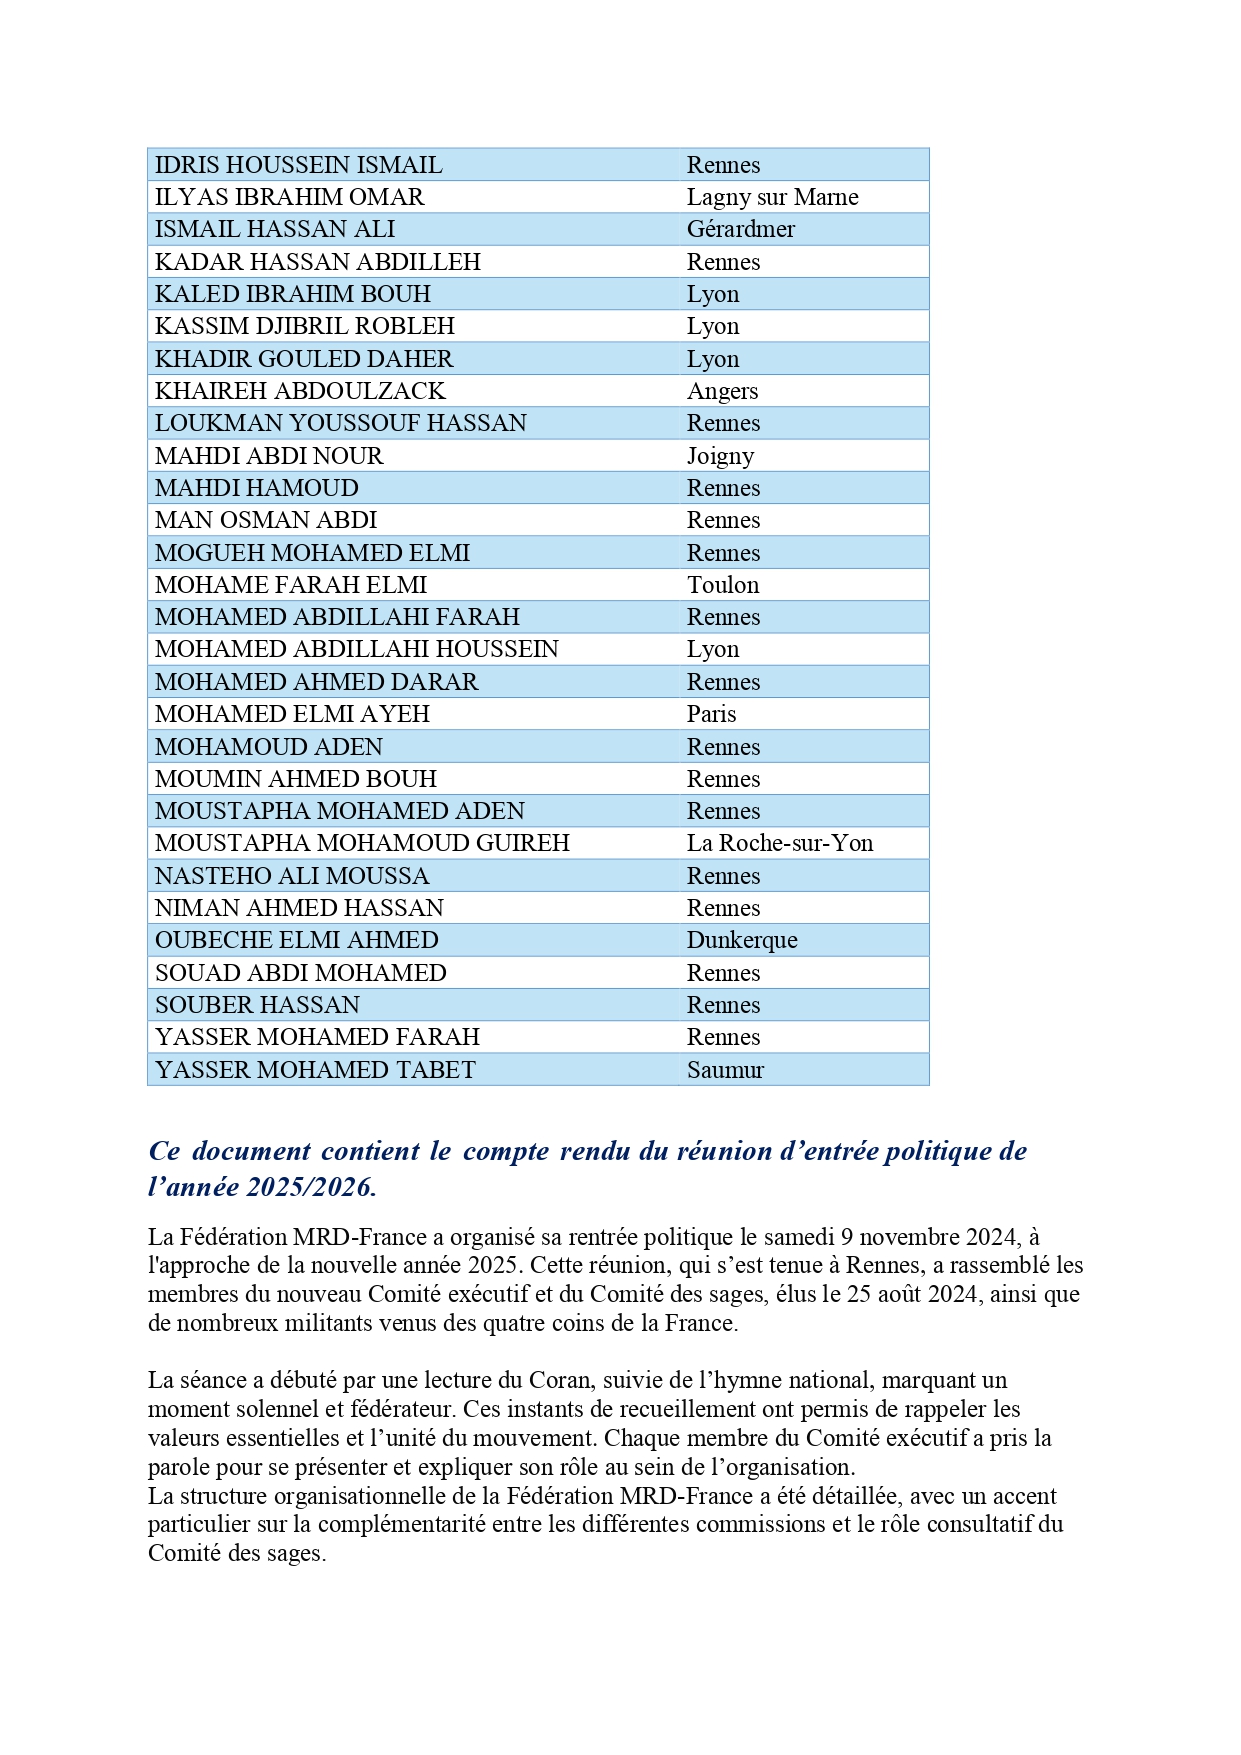 IDRIS HOUSSEIN ISMAIL Rennes
ILYAS IBRAHIM OMAR Lagny sur Marne
ISMAIL HASSAN ALI Gérardmer
KADAR HASSAN ABDILLEH Rennes
KALED IBRAHIM BOUH Lyon
KASSIM DJIBRIL ROBLEH Lyon
KHADIR GOULED DAHER Lyon
KHAIREH ABDOULZACK Angers
LOUKMAN YOUSSOUF HASSAN Rennes
MAHDI ABDI NOUR Joigny
MAHDI HAMOUD Rennes
MAN OSMAN ABDI Rennes
MOGUEH MOHAMED ELMI Rennes
MOHAME FARAH ELMI Toulon
MOHAMED ABDILLAHI FARAH Rennes
MOHAMED ABDILLAHI HOUSSEIN Lyon
MOHAMED AHMED DARAR Rennes
MOHAMED ELMI AYEH Paris
MOHAMOUD ADEN Rennes
MOUMIN AHMED BOUH Rennes
MOUSTAPHA MOHAMED ADEN Rennes
MOUSTAPHA MOHAMOUD GUIREH La Roche-sur-Yon
NASTEHO ALI MOUSSA Rennes
NIMAN AHMED HASSAN Rennes
OUBECHE ELMI AHMED Dunkerque
SOUAD ABDI MOHAMED Rennes
SOUBER HASSAN Rennes
YASSER MOHAMED FARAH Rennes
YASSER MOHAMED TABET Saumur
Ce document contient le compte rendu du réunion d’entrée politique de
l’année 2025/2026.
La Fédération MRD-France a organisé sa rentrée politique le samedi 9 novembre 2024, à
l'approche de la nouvelle année 2025. Cette réunion, qui s’est tenue à Rennes, a rassemblé les
membres du nouveau Comité exécutif et du Comité des sages, élus le 25 août 2024, ainsi que
de nombreux militants venus des quatre coins de la France.
La séance a débuté par une lecture du Coran, suivie de l’hymne national, marquant un
moment solennel et fédérateur. Ces instants de recueillement ont permis de rappeler les
valeurs essentielles et l’unité du mouvement. Chaque membre du Comité exécutif a pris la
parole pour se présenter et expliquer son rôle au sein de l’organisation.
La structure organisationnelle de la Fédération MRD-France a été détaillée, avec un accent
particulier sur la complémentarité entre les différentes commissions et le rôle consultatif du
Comité des sages.